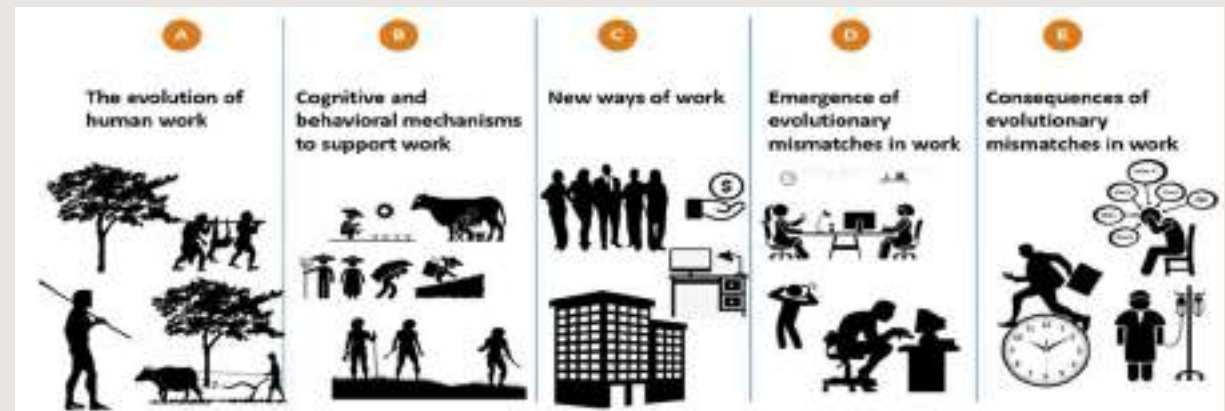 A
The evolution of
human work
B
Cognitive and
behavioral mechanisms
to support work
C
New ways of work
$
D
Emergence of
evolutionary
mismatches in work
E
Consequences of
evolutionary
mismatches in work